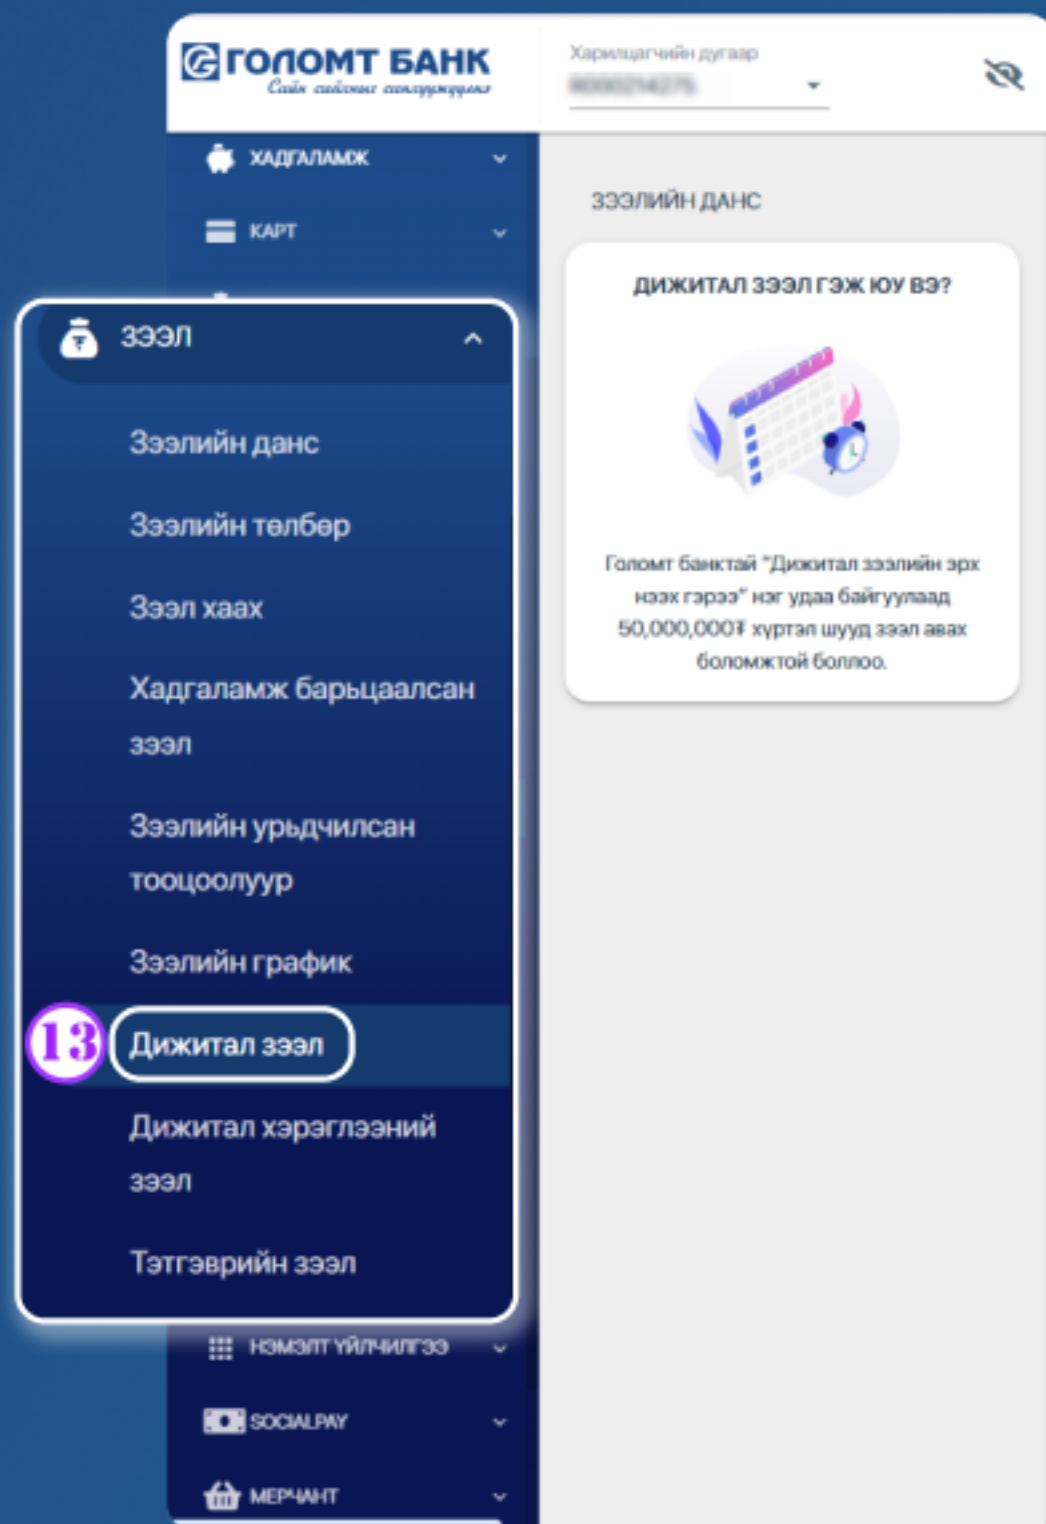 ГОЛОМТ БАНК
Харилцагчийн дугаар
ХАДГАЛАМЖ
КАРТ
ЗЭЭЛИЙН ДАНС
ДИЖИТАЛ ЗЭЭЛ ГЭЖ ЮУ ВЭ?
Голомт банктай "Дижитал зээлийн эрх
нээх гэрээ" нэг удаа байгуулаад
50,000,000₮ хүртэл шууд зээл авах
боломжтой боллоо.
ЗЭЭЛ
Зээлийн данс
Зээлийн төлбөр
Зээл хаах
Хадгаламж барьцаалсан
зээл
Зээлийн урьдчилсан
тооцоолуур
Зээлийн график
13
Дижитал зээл
Дижитал хэрэглээний
зээл
Тэтгэврийн зээл
НЭМЭЛТ ҮЙЛЧИЛГЭЭ
SOCIALPAY
МЕРЧАНТ